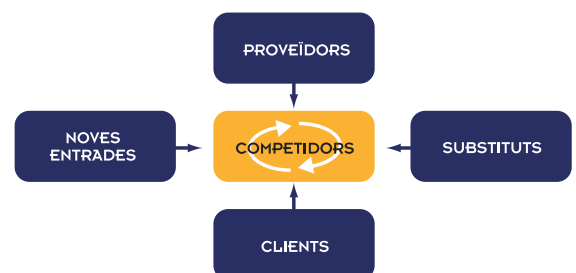 PROVEÏDORS
NOVES
ENTRADES
COMPETIDORS
SUBSTITUTS
CLIENTS